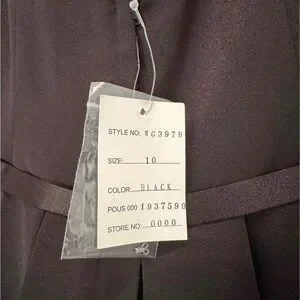 STYLE NO: WG3979
SIZE: 10
COLOR: BLACK
POUS 000 1937599
STORE NO: 0000